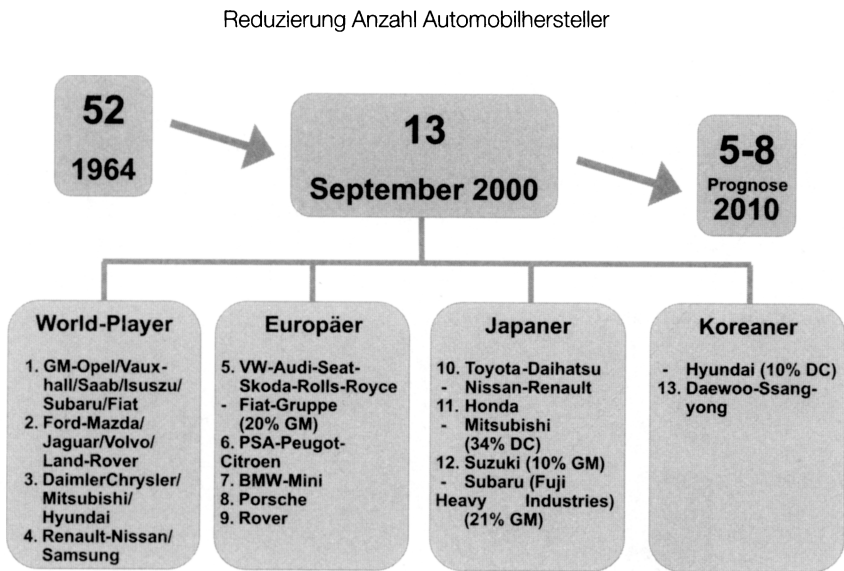 Reduzierung Anzahl Automobilhersteller
52
1964
13
September 2000
5-8
Prognose
2010
World-Player
1. GM-Opel/Vaux-
hall/Saab/Isuszu/
Subaru/Fiat
2. Ford-Mazda/
Jaguar/Volvo/
Land-Rover
3. DaimlerChrysler/
Mitsubishi/
Hyundai
4. Renault-Nissan/
Samsung
Europäer
5. VW-Audi-Seat-
Skoda-Rolls-Royce
- Fiat-Gruppe
(20% GM)
6. PSA-Peugot-
Citroen
7. BMW-Mini
8. Porsche
9. Rover
Japaner
10. Toyota-Daihatsu
- Nissan-Renault
11. Honda
- Mitsubishi
(34% DC)
12. Suzuki (10% GM)
- Subaru (Fuji
Heavy Industries)
(21% GM)
Koreaner
- Hyundai (10% DC)
13. Daewoo-Ssang-
yong